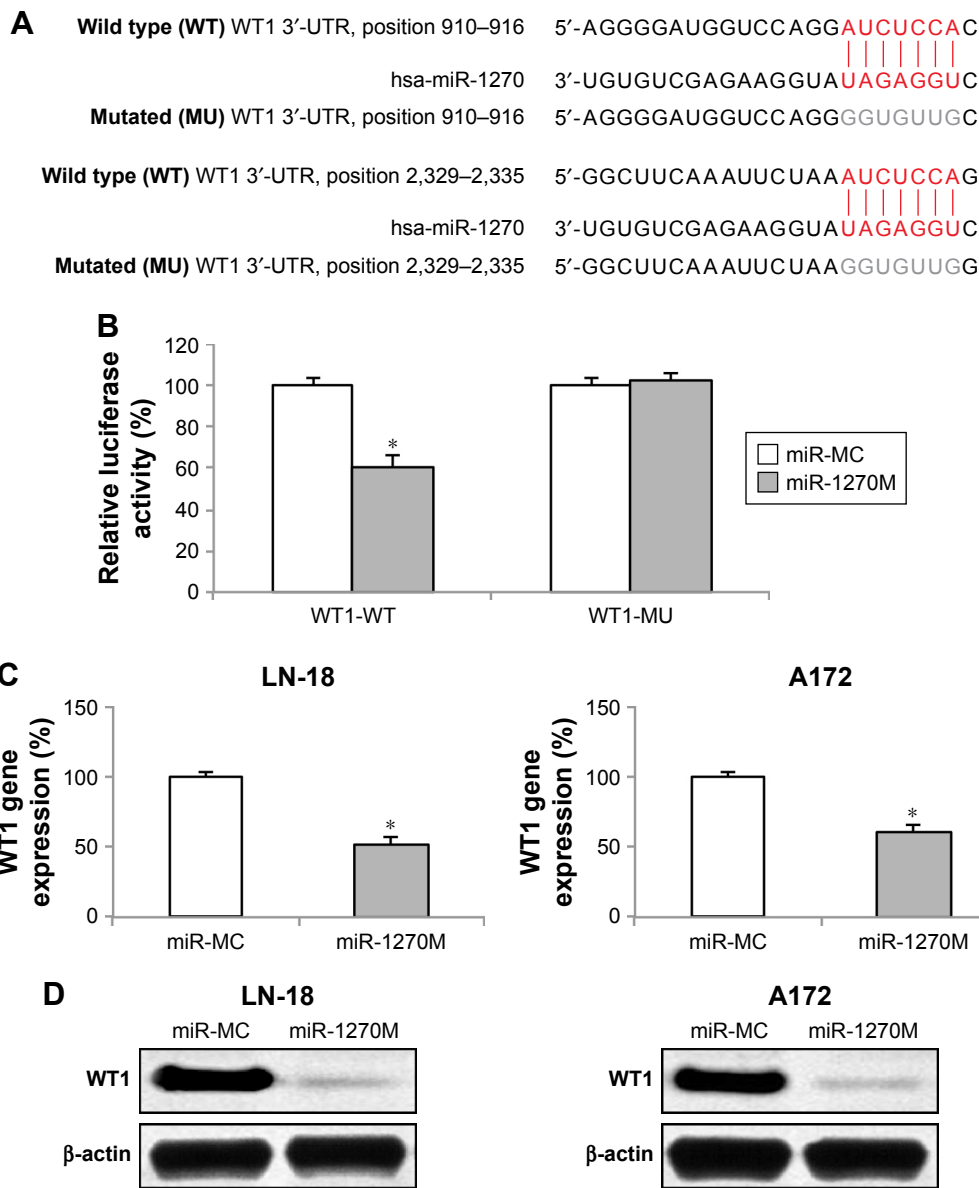 A
Wild type (WT) WT1 3′-UTR, position 910–916 5′-AGGGGAUGGUCCAGGAUCUCCAC
hsa-miR-1270 3′-UGUGUCGAGAAGGUAUAGAGGUC
Mutated (MU) WT1 3′-UTR, position 910–916 5′-AGGGGAUGGUCCAGGGGUGUUGC
Wild type (WT) WT1 3′-UTR, position 2,329–2,335 5′-GGCUUCAAAUUCUAAAUCUCCAG
hsa-miR-1270 3′-UGUGUCGAGAAGGUAUAGAGGUC
Mutated (MU) WT1 3′-UTR, position 2,329–2,335 5′-GGCUUCAAAUUCUAAGGUGUUGG
B
Relative luciferase
activity (%)
120
100
80
60
40
20
0
*
WT1-WT
WT1-MU
miR-MC
miR-1270M
C
LN-18
WT1 gene
expression (%)
150
100
50
0
*
miR-MC
miR-1270M
A172
WT1 gene
expression (%)
150
100
50
0
*
miR-MC
miR-1270M
D
LN-18
miR-MC miR-1270M
WT1
β-actin
A172
miR-MC miR-1270M
WT1
β-actin